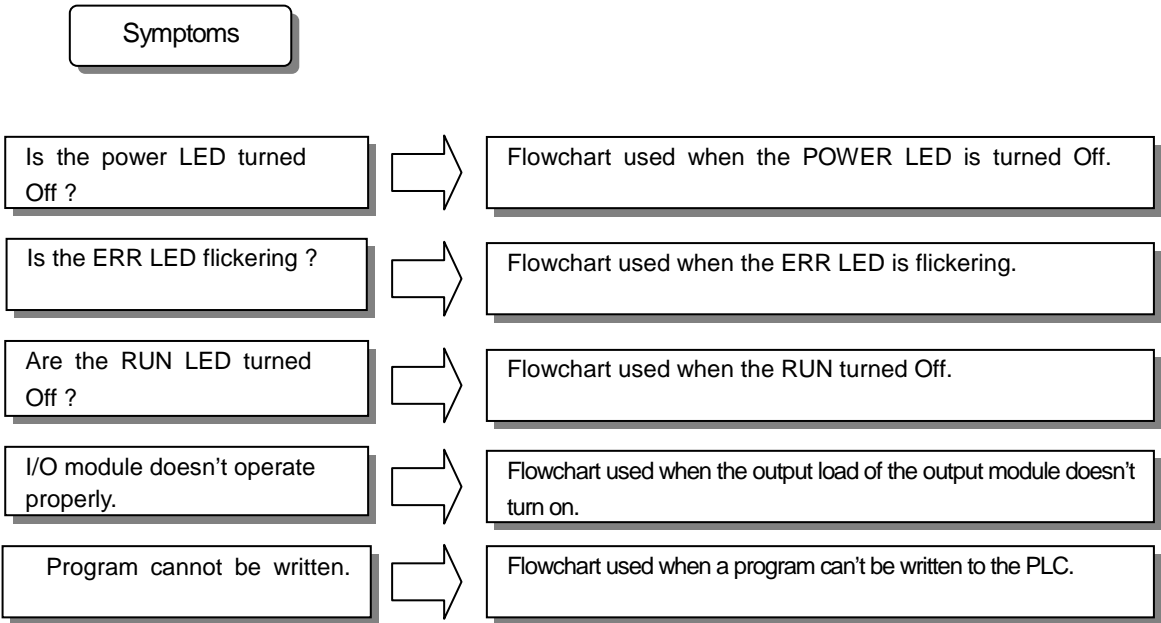 Symptoms
Is the power LED turned
Off ?
Flowchart used when the POWER LED is turned Off.
Is the ERR LED flickering ?
Flowchart used when the ERR LED is flickering.
Are the RUN LED turned
Off ?
Flowchart used when the RUN turned Off.
I/O module doesn’t operate
properly.
Flowchart used when the output load of the output module doesn’t
turn on.
Program cannot be written.
Flowchart used when a program can’t be written to the PLC.